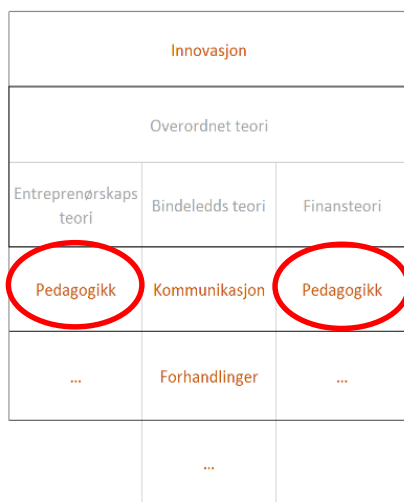 Innovasjon
Overordnet teori
Entreprenørskaps
teori
Bindeledds teori
Finansteori
Pedagogikk
Kommunikasjon
Pedagogikk
...
Forhandlinger
...
...